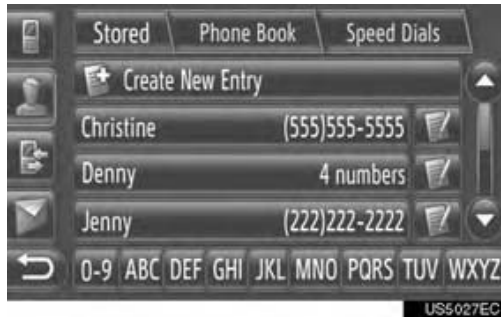 Stored Phone Book Speed Dials
Create New Entry
Christine (555)555-5555
Denny 4 numbers
Jenny (222)222-2222
0-9 ABC DEF GHI JKL MNO PQRS TUV WXYZ
US5027EC